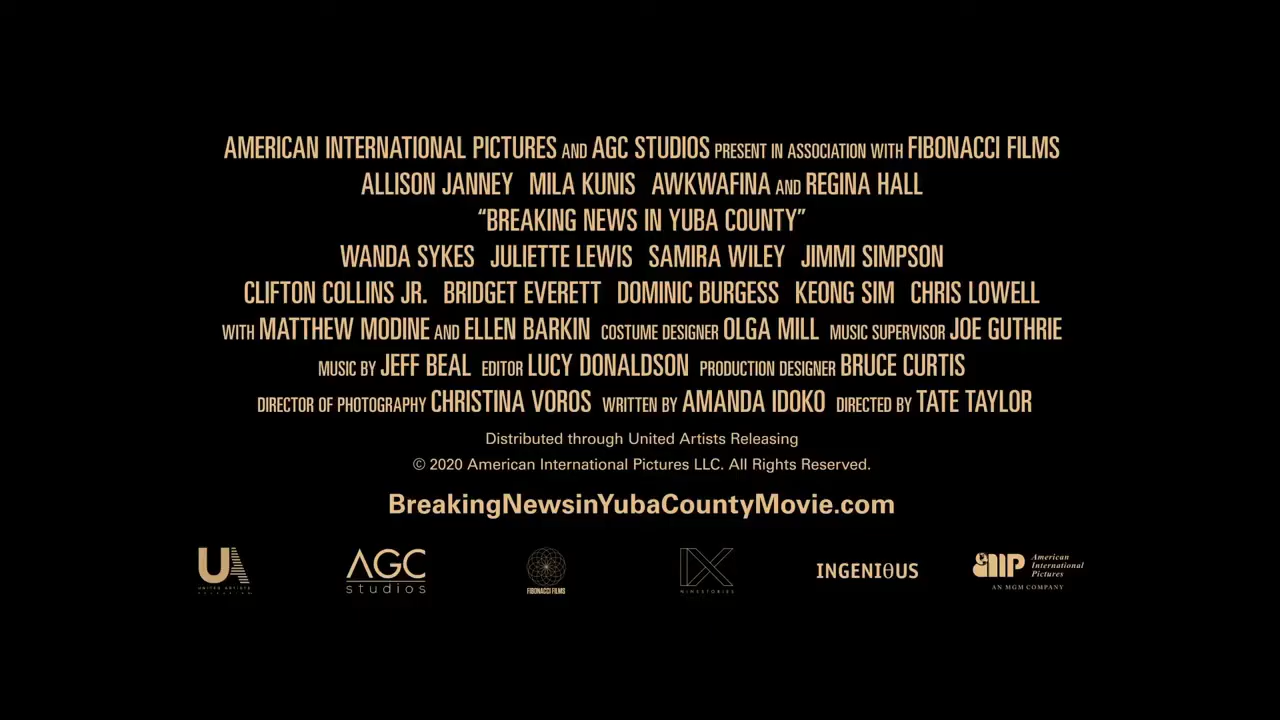 AMERICAN INTERNATIONAL PICTURES AND AGC STUDIOS PRESENT IN ASSOCIATION WITH FIBONACCI FILMS
ALLISON JANNEY MILA KUNIS AWKWAFINA AND REGINA HALL
“BREAKING NEWS IN YUBA COUNTY”
WANDA SYKES JULIETTE LEWIS SAMIRA WILEY JIMMI SIMPSON
CLIFTON COLLINS JR. BRIDGET EVERETT DOMINIC BURGESS KEONG SIM CHRIS LOWELL
WITH MATTHEW MODINE AND ELLEN BARKIN COSTUME DESIGNER OLGA MILL MUSIC SUPERVISOR JOE GUTHRIE
MUSIC BY JEFF BEAL EDITOR LUCY DONALDSON PRODUCTION DESIGNER BRUCE CURTIS
DIRECTOR OF PHOTOGRAPHY CHRISTINA VOROS WRITTEN BY AMANDA IDOKO DIRECTED BY TATE TAYLOR
Distributed through United Artists Releasing
© 2020 American International Pictures LLC. All Rights Reserved.
BreakingNewsinYubaCountyMovie.com
UA
UNITED ARTISTS
AGC
studios
FIBONACCI FILMS
IX
NINESTORIES
INGENIOUS
aip
American
International
Pictures
AN MGM COMPANY